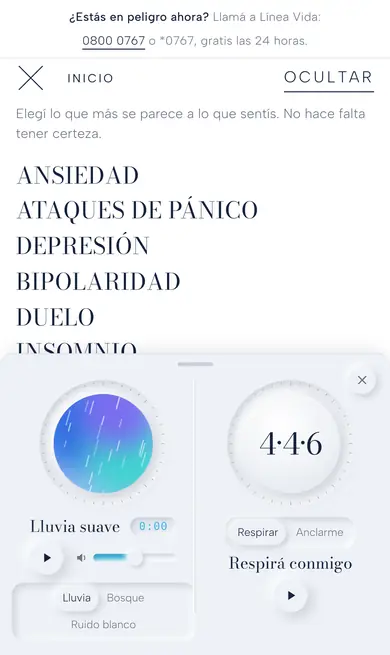 ¿Estás en peligro ahora? Llamá a Línea Vida:
0800 0767 o *0767, gratis las 24 horas.
INICIO
OCULTAR
Elegí lo que más se parece a lo que sentís. No hace falta
tener certeza.
ANSIEDAD
ATAQUES DE PÁNICO
DEPRESIÓN
BIPOLARIDAD
DUELO
INSOMNIO
4·4·6
Lluvia suave 0:00
Lluvia Bosque
Ruido blanco
Respirar Anclarme
Respirá conmigo